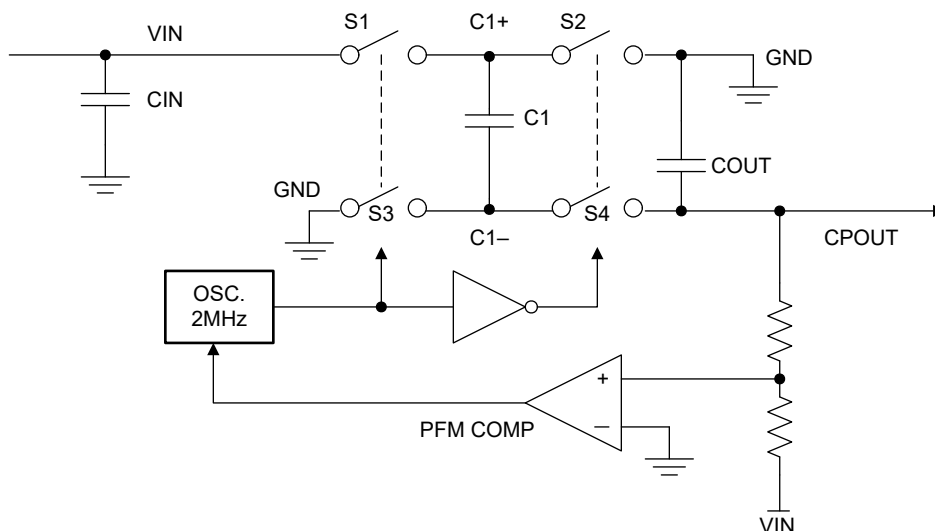 S1
C1+
S2
VIN
GND
CIN
C1
COUT
GND
S3
S4
C1–
CPOUT
OSC.
2MHz
+
–
PFM COMP
VIN